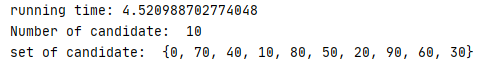 running time: 4.520988702774048
Number of candidate:  10
set of candidate:  {0, 70, 40, 10, 80, 50, 20, 90, 60, 30}